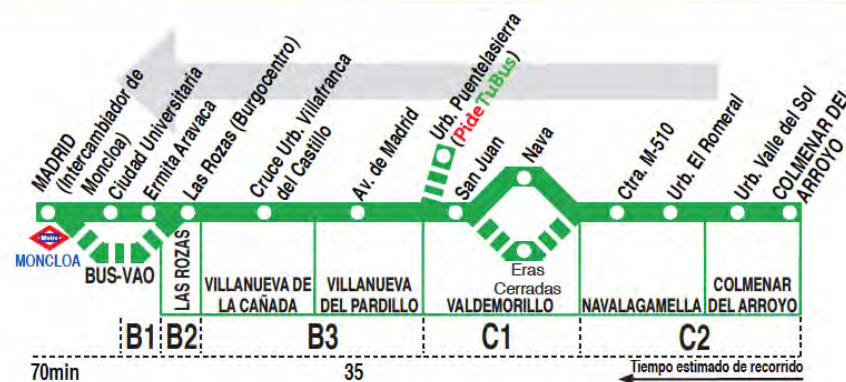 MADRID
(Intercambiador de
Moncloa)
Ciudad Universitaria
Ermita Aravaca
Las Rozas (Burgocentro)
Cruce Urb. Villafranca
del Castillo
Av. de Madrid
Urb. Puentelasierra
(PideTuBus)
San Juan
Nava
Ctra. M-510
Urb. El Romeral
Urb. Valle del Sol
COLMENAR DEL
ARROYO
Metro
MONCLOA
BUS-VAO
Eras
Cerradas
LAS ROZAS
VILLANUEVA DE
LA CAÑADA
VILLANUEVA
DEL PARDILLO
VALDEMORILLO
NAVALAGAMELLA
COLMENAR
DEL ARROYO
B1 B2 B3 C1 C2
70min 35 Tiempo estimado de recorrido